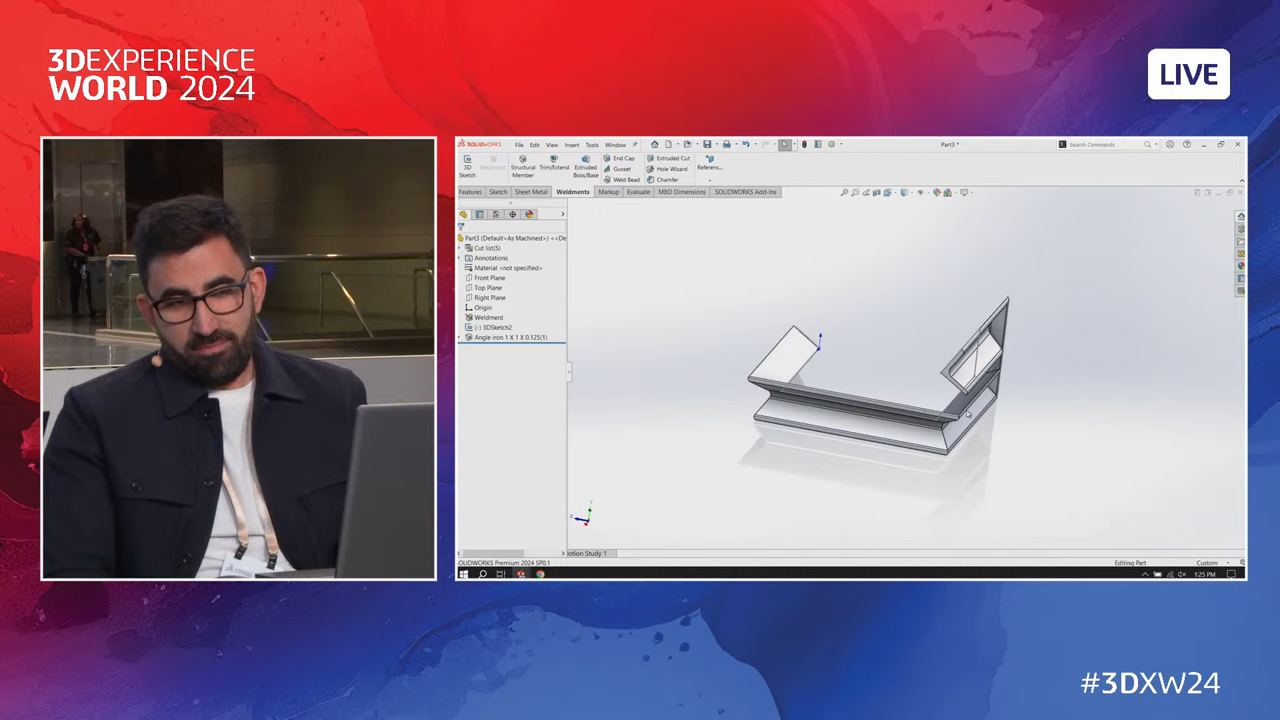 3DEXPERIENCE
WORLD 2024
LIVE
SOLIDWORKS File Edit View Insert Tools Window Part3 * Search Commands
3D Sketch
Weldment
Structural Member
Trim/Extend
Extruded Boss/Base
End Cap
Gusset
Weld Bead
Extruded Cut
Hole Wizard
Chamfer
Referenc...
Features Sketch Sheet Metal Weldments Markup Evaluate MBD Dimensions SOLIDWORKS Add-Ins
Part3 (Default<As Machined>) <<De
Cut list(5)
Annotations
Material <not specified>
Front Plane
Top Plane
Right Plane
Origin
Weldment
(-) 3DSketch2
Angle iron 1 X 1 X 0.125(1)
Y
Z
otion Study 1
OLIDWORKS Premium 2024 SP0.1 Editing Part Custom
1:25 PM
#3DXW24